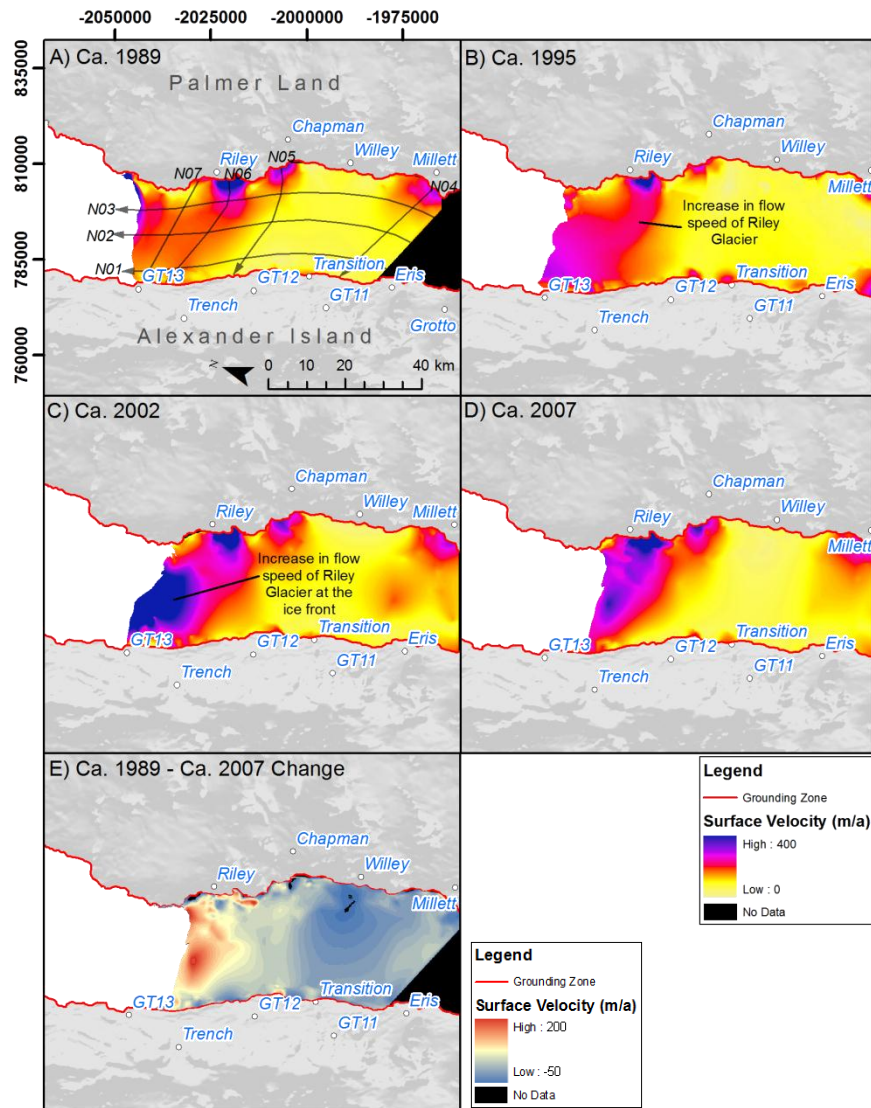 -2050000 -2025000 -2000000 -1975000
835000
810000
785000
760000
A) Ca. 1989
Palmer Land
Chapman
N05
Riley
Willey
Millett
N07
N06
N04
N03
N02
N01
GT13
GT12
Transition
Eris
Trench
GT11
Grotto
Alexander Island
N
0 5 10 20 30 40 km
B) Ca. 1995
Chapman
Riley
Willey
Millett
Increase in flow
speed of Riley
Glacier
GT13
GT12
Transition
Eris
Trench
GT11
C) Ca. 2002
Chapman
Riley
Willey
Millett
Increase in flow
speed of Riley
Glacier at the
ice front
GT13
GT12
Transition
Eris
Trench
GT11
D) Ca. 2007
Chapman
Riley
Willey
Millett
GT13
GT12
Transition
Eris
Trench
GT11
E) Ca. 1989 - Ca. 2007 Change
Chapman
Riley
Willey
Millett
GT13
GT12
Transition
Eris
Trench
GT11
Legend
Grounding Zone
Surface Velocity (m/a)
High : 400
Low : 0
No Data
Legend
Grounding Zone
Surface Velocity (m/a)
High : 200
Low : -50
No Data